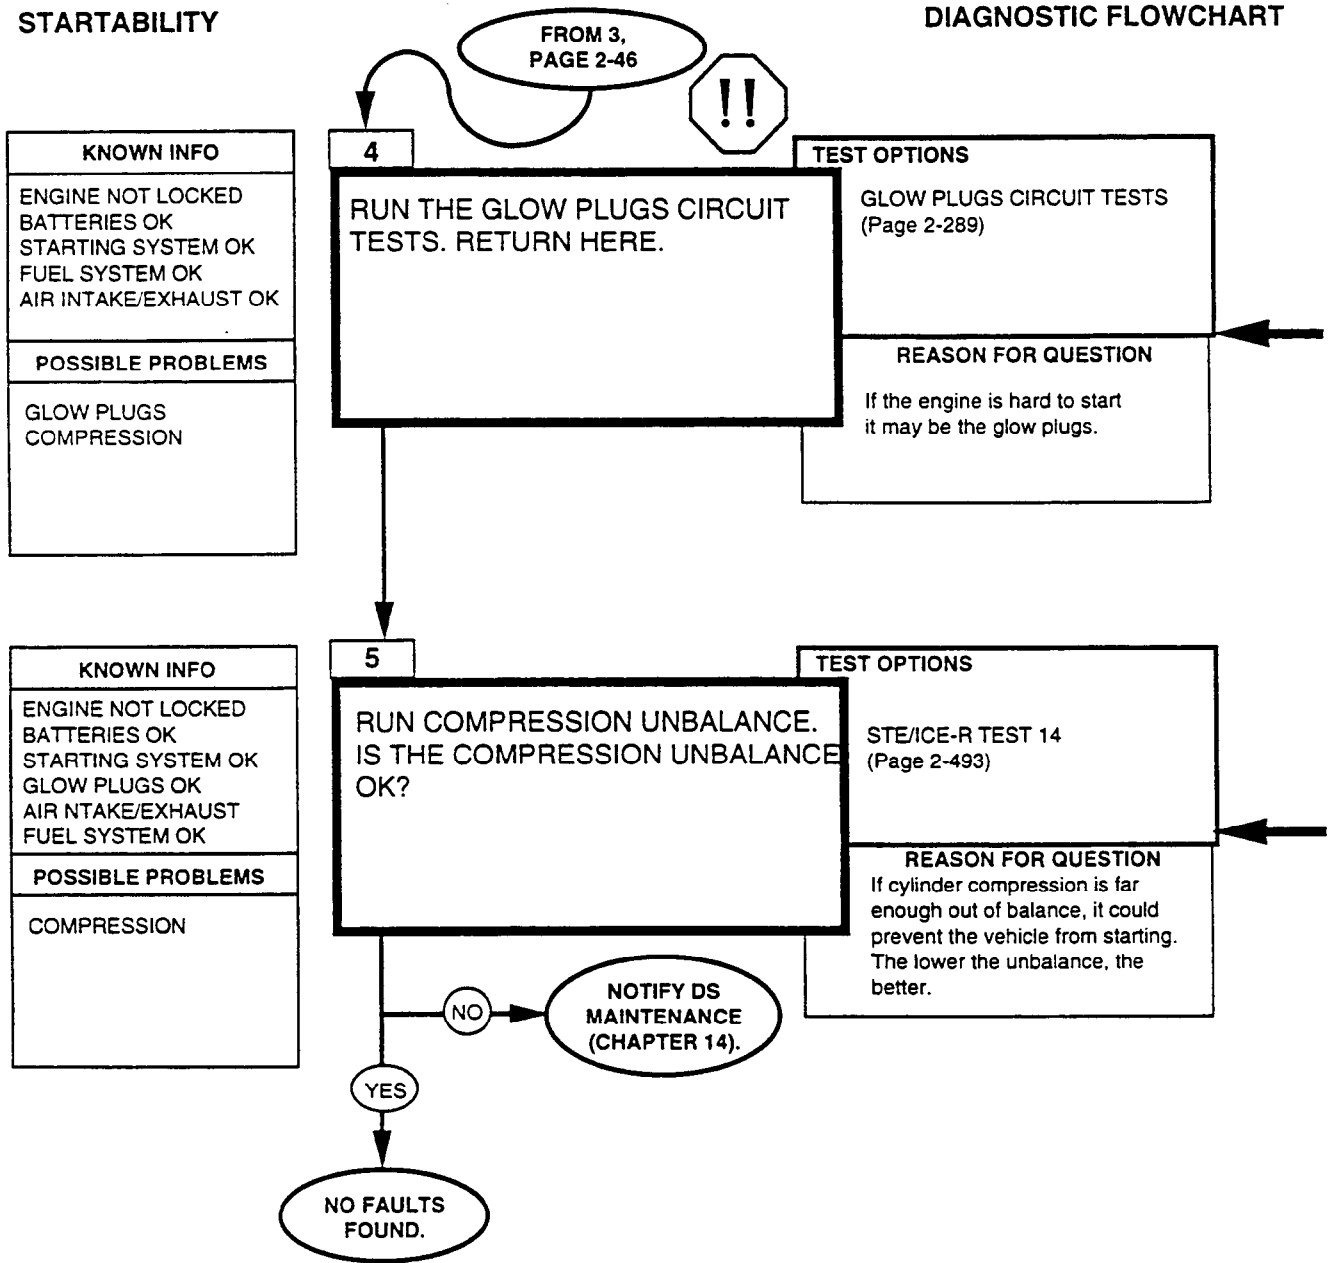 STARTABILITY
DIAGNOSTIC FLOWCHART
FROM 3,
PAGE 2-46
!!
KNOWN INFO
ENGINE NOT LOCKED
BATTERIES OK
STARTING SYSTEM OK
FUEL SYSTEM OK
AIR INTAKE/EXHAUST OK
POSSIBLE PROBLEMS
GLOW PLUGS
COMPRESSION
4
RUN THE GLOW PLUGS CIRCUIT
TESTS. RETURN HERE.
TEST OPTIONS
GLOW PLUGS CIRCUIT TESTS
(Page 2-289)
REASON FOR QUESTION
If the engine is hard to start
it may be the glow plugs.
KNOWN INFO
ENGINE NOT LOCKED
BATTERIES OK
STARTING SYSTEM OK
GLOW PLUGS OK
AIR NTAKE/EXHAUST
FUEL SYSTEM OK
POSSIBLE PROBLEMS
COMPRESSION
5
RUN COMPRESSION UNBALANCE.
IS THE COMPRESSION UNBALANCE
OK?
TEST OPTIONS
STE/ICE-R TEST 14
(Page 2-493)
REASON FOR QUESTION
If cylinder compression is far
enough out of balance, it could
prevent the vehicle from starting.
The lower the unbalance, the
better.
NO
NOTIFY DS
MAINTENANCE
(CHAPTER 14).
YES
NO FAULTS
FOUND.